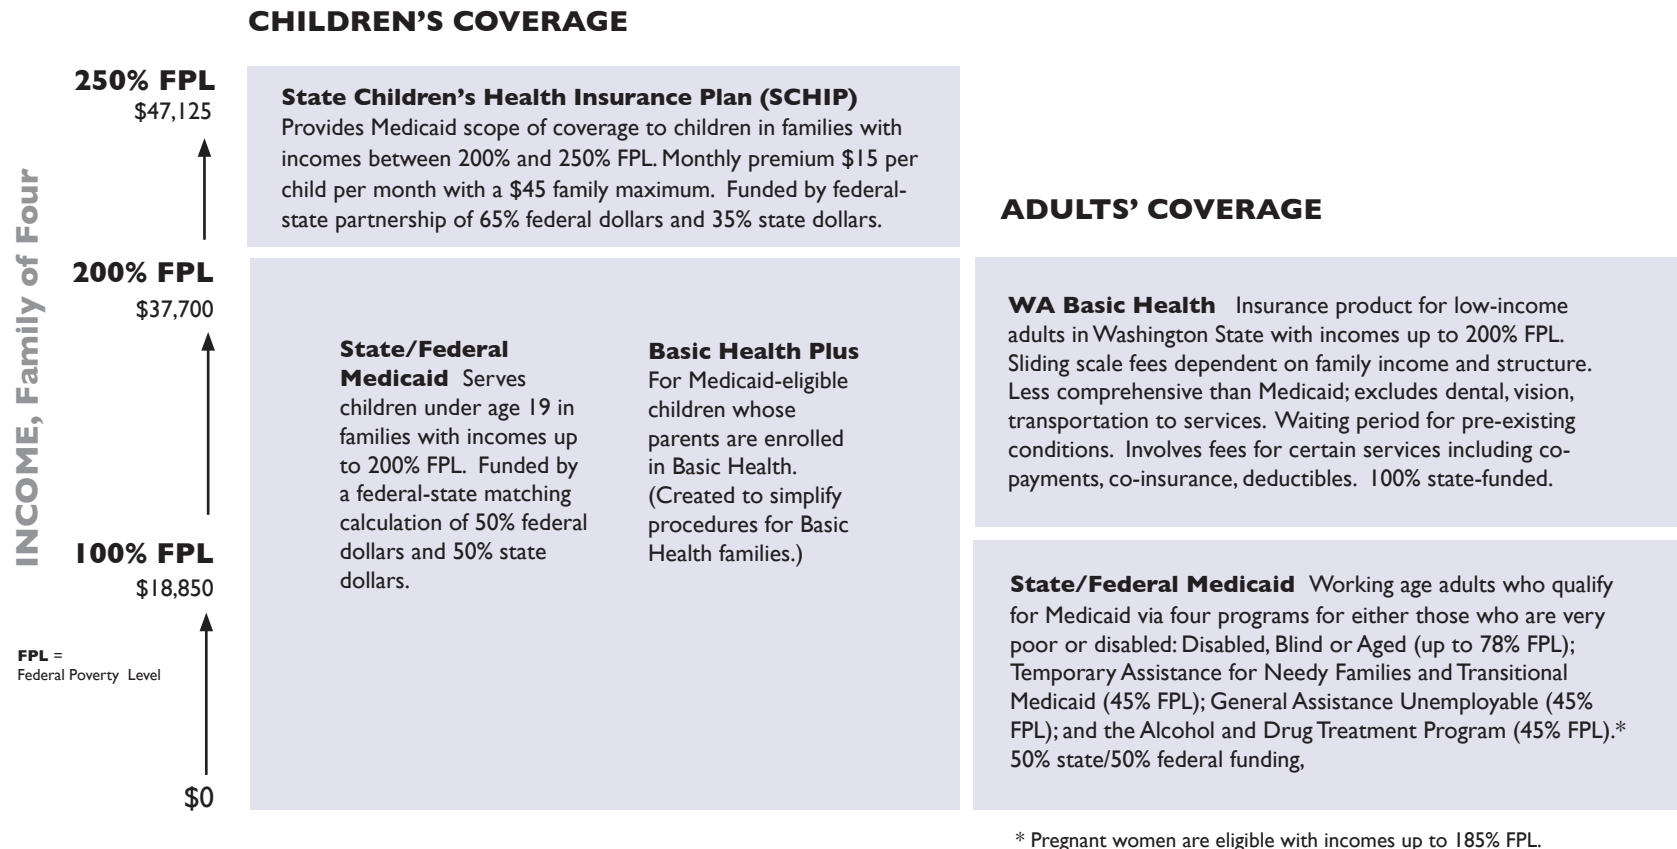 CHILDREN’S COVERAGE
250% FPL
$47,125
State Children’s Health Insurance Plan (SCHIP)
Provides Medicaid scope of coverage to children in families with
incomes between 200% and 250% FPL. Monthly premium $15 per
child per month with a $45 family maximum.  Funded by federal-
state partnership of 65% federal dollars and 35% state dollars.
INCOME, Family of Four
200% FPL
$37,700
State/Federal
Medicaid  Serves
children under age 19 in
families with incomes up
to 200% FPL.  Funded by
a federal-state matching
calculation of 50% federal
dollars and 50% state
dollars.
Basic Health Plus
For Medicaid-eligible
children whose
parents are enrolled
in Basic Health.
(Created to simplify
procedures for Basic
Health families.)
100% FPL
$18,850
FPL =
Federal Poverty  Level
$0
ADULTS’ COVERAGE
WA Basic Health   Insurance product for low-income
adults in Washington State with incomes up to 200% FPL.
Sliding scale fees dependent on family income and structure.
Less comprehensive than Medicaid; excludes dental, vision,
transportation to services.  Waiting period for pre-existing
conditions.  Involves fees for certain services including co-
payments, co-insurance, deductibles.  100% state-funded.
State/Federal Medicaid  Working age adults who qualify
for Medicaid via four programs for either those who are very
poor or disabled: Disabled, Blind or Aged (up to 78% FPL);
Temporary Assistance for Needy Families and Transitional
Medicaid (45% FPL); General Assistance Unemployable (45%
FPL); and the Alcohol and Drug Treatment Program (45% FPL).*
50% state/50% federal funding,
* Pregnant women are eligible with incomes up to 185% FPL.